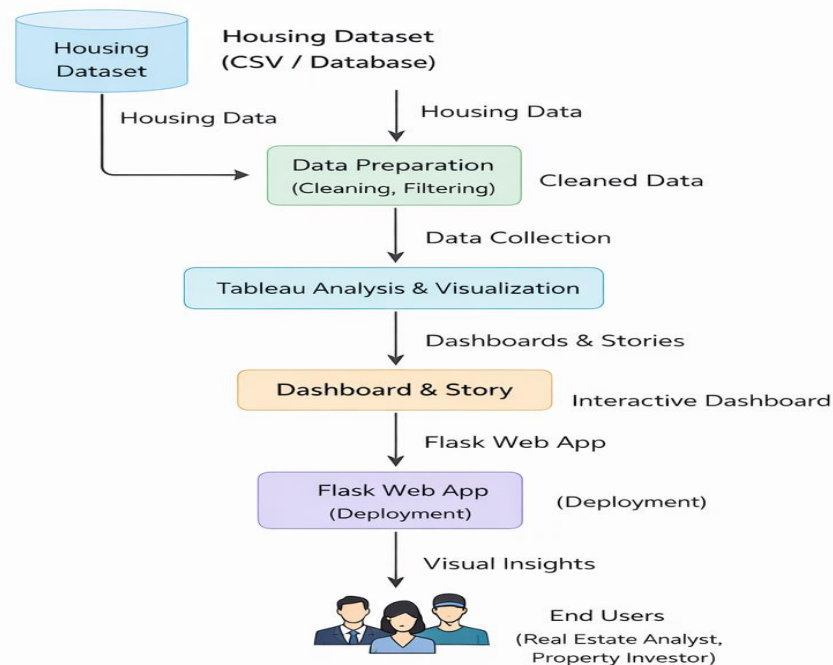 Housing
Dataset
Housing Dataset
(CSV / Database)
Housing Data
Housing Data
Data Preparation
(Cleaning, Filtering)
Cleaned Data
Data Collection
Tableau Analysis & Visualization
Dashboards & Stories
Dashboard & Story
Interactive Dashboard
Flask Web App
Flask Web App
(Deployment)
(Deployment)
Visual Insights
End Users
(Real Estate Analyst,
Property Investor)